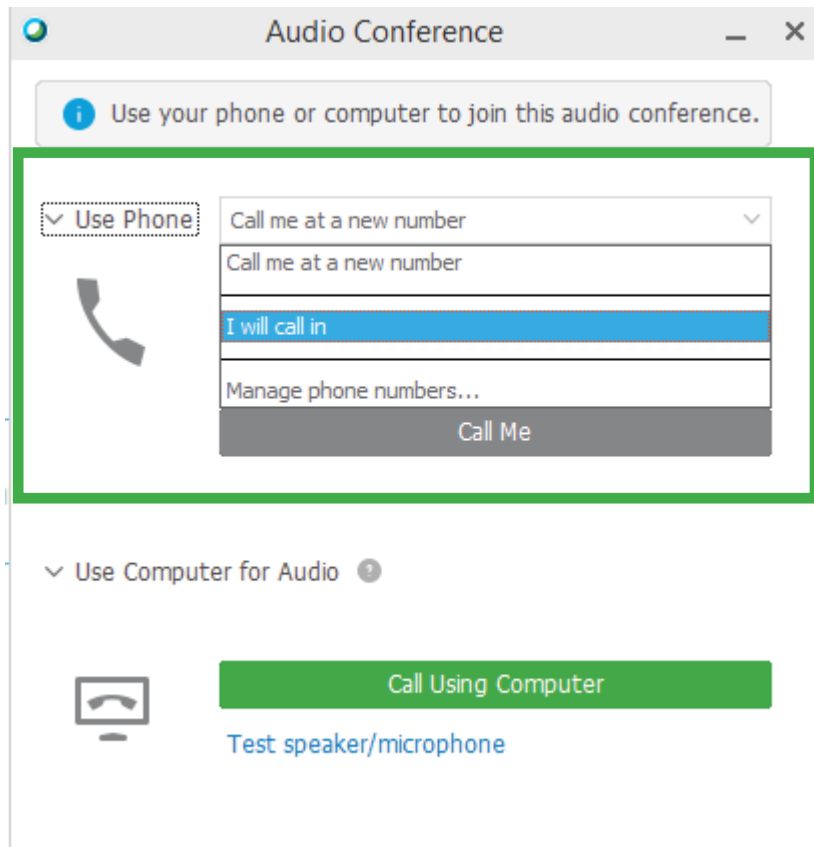 Audio Conference
Use your phone or computer to join this audio conference.
Use Phone
Call me at a new number
Call me at a new number
I will call in
Manage phone numbers...
Call Me
Use Computer for Audio ?
Call Using Computer
Test speaker/microphone